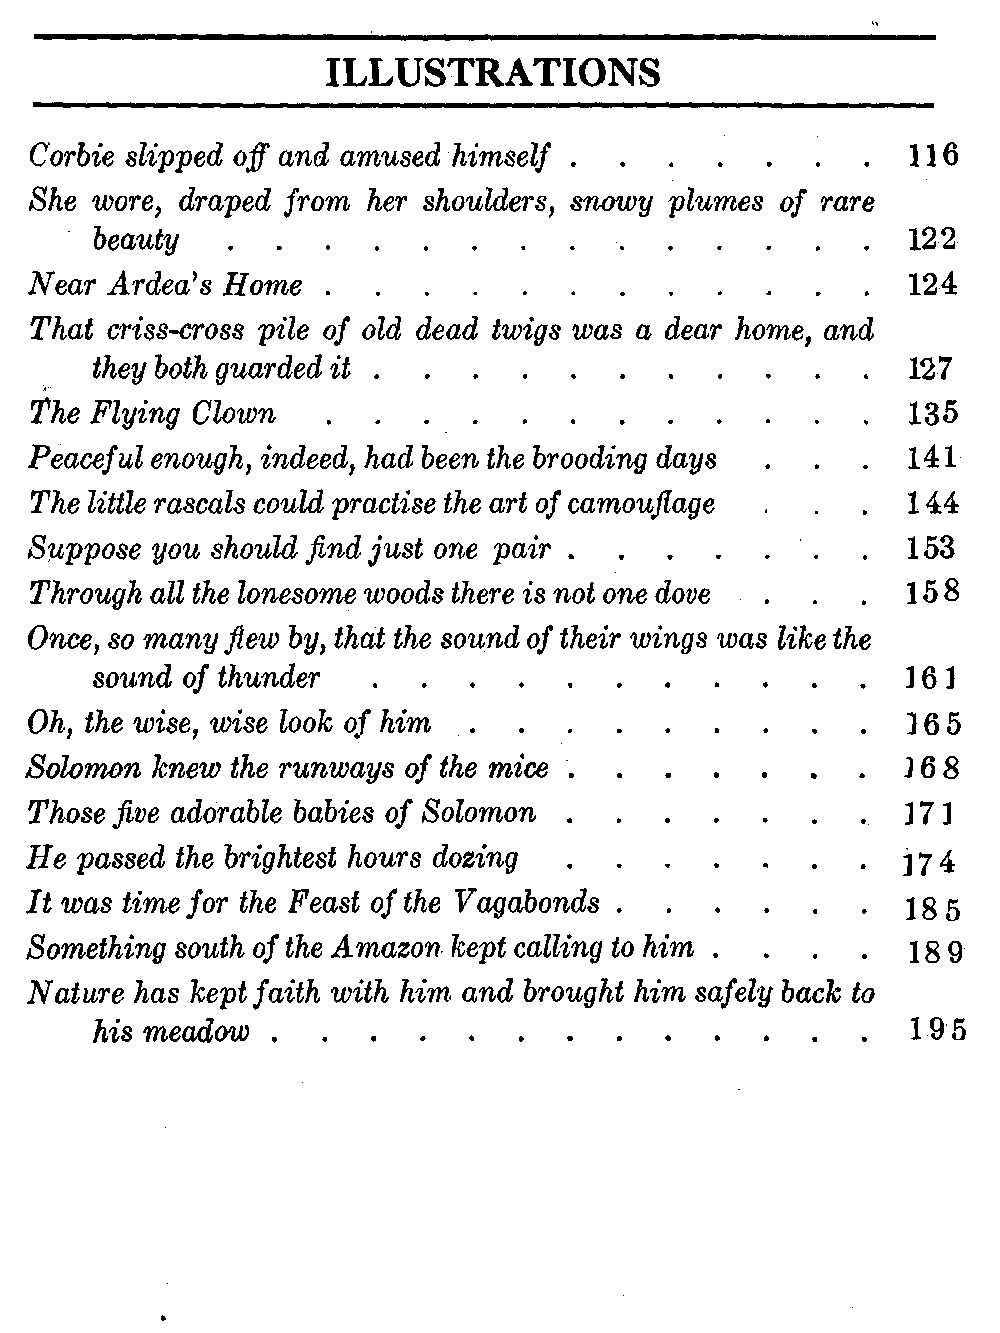 ILLUSTRATIONS
Corbie slipped off and amused himself . . . . . . . 116
She wore, draped from her shoulders, snowy plumes of rare
beauty . . . . . . . . . . . . . . 122
Near Ardea's Home . . . . . . . . . . . . 124
That criss-cross pile of old dead twigs was a dear home, and
they both guarded it . . . . . . . . . . . 127
The Flying Clown . . . . . . . . . . . . 135
Peaceful enough, indeed, had been the brooding days . . . 141
The little rascals could practise the art of camouflage . . . 144
Suppose you should find just one pair . . . . . . . 153
Through all the lonesome woods there is not one dove . . . 158
Once, so many flew by, that the sound of their wings was like the
sound of thunder . . . . . . . . . . . 161
Oh, the wise, wise look of him . . . . . . . . . 165
Solomon knew the runways of the mice . . . . . . . 168
Those five adorable babies of Solomon . . . . . . . 171
He passed the brightest hours dozing . . . . . . . 174
It was time for the Feast of the Vagabonds . . . . . . 185
Something south of the Amazon kept calling to him . . . . 189
Nature has kept faith with him and brought him safely back to
his meadow . . . . . . . . . . . . . 195